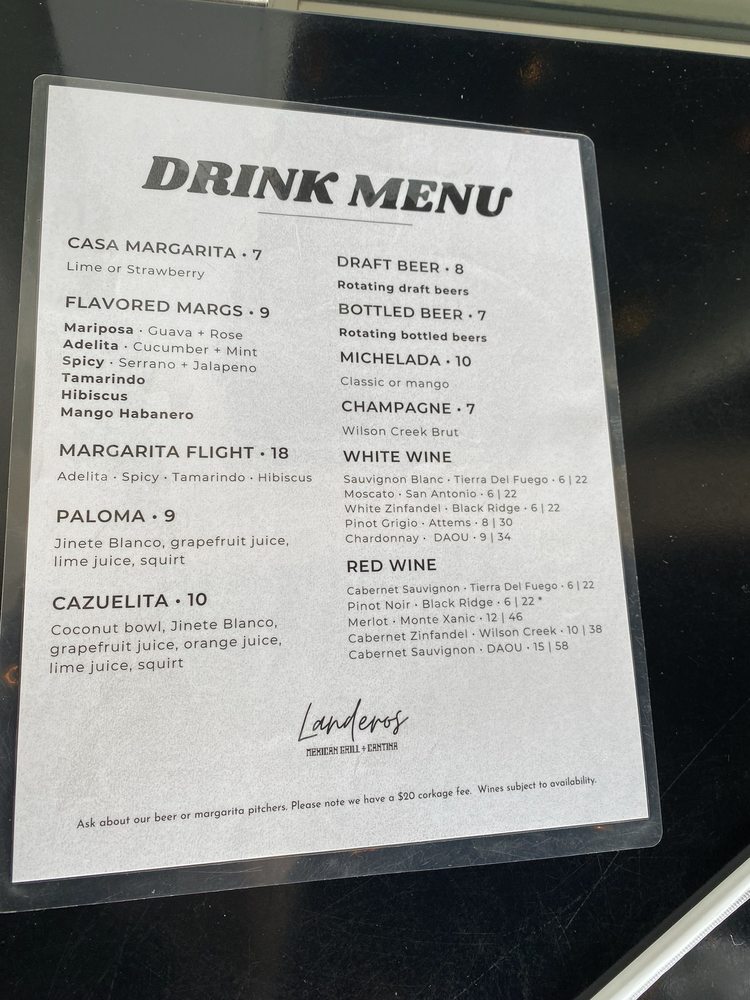 DRINK MENU
CASA MARGARITA • 7
Lime or Strawberry
FLAVORED MARGS • 9
Mariposa · Guava + Rose
Adelita · Cucumber + Mint
Spicy · Serrano + Jalapeno
Tamarindo
Hibiscus
Mango Habanero
MARGARITA FLIGHT • 18
Adelita · Spicy · Tamarindo · Hibiscus
PALOMA • 9
Jinete Blanco, grapefruit juice,
lime juice, squirt
CAZUELITA • 10
Coconut bowl, Jinete Blanco,
grapefruit juice, orange juice,
lime juice, squirt
DRAFT BEER • 8
Rotating draft beers
BOTTLED BEER • 7
Rotating bottled beers
MICHELADA • 10
Classic or mango
CHAMPAGNE • 7
Wilson Creek Brut
WHITE WINE
Sauvignon Blanc · Tierra Del Fuego · 6 | 22
Moscato · San Antonio · 6 | 22
White Zinfandel · Black Ridge · 6 | 22
Pinot Grigio · Attems · 8 | 30
Chardonnay · DAOU · 9 | 34
RED WINE
Cabernet Sauvignon · Tierra Del Fuego · 6 | 22
Pinot Noir · Black Ridge · 6 | 22 *
Merlot · Monte Xanic · 12 | 46
Cabernet Zinfandel · Wilson Creek · 10 | 38
Cabernet Sauvignon · DAOU · 15 | 58
Landeros
MEXICAN GRILL + CANTINA
Ask about our beer or margarita pitchers. Please note we have a $20 corkage fee. Wines subject to availability.